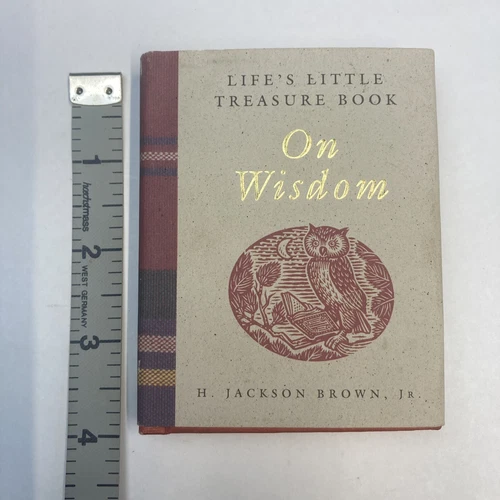 LIFE'S LITTLE
TREASURE BOOK
On
Wisdom
H. JACKSON BROWN, JR.
1
hoechstmass
WEST GERMANY
2
3
4